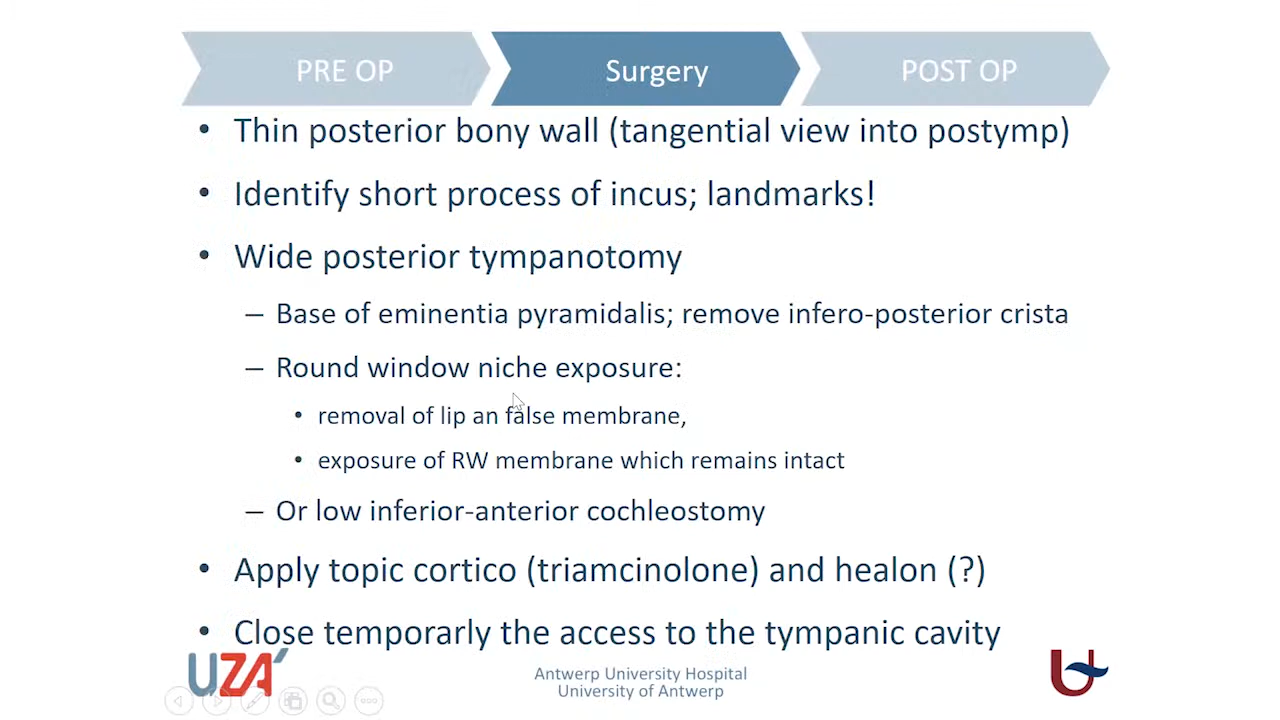 PRE OP
Surgery
POST OP
• Thin posterior bony wall (tangential view into postymp)
• Identify short process of incus; landmarks!
• Wide posterior tympanotomy
– Base of eminentia pyramidalis; remove infero-posterior crista
– Round window niche exposure:
• removal of lip an false membrane,
• exposure of RW membrane which remains intact
– Or low inferior-anterior cochleostomy
• Apply topic cortico (triamcinolone) and healon (?)
• Close temporarly the access to the tympanic cavity
UZA
Antwerp University Hospital
University of Antwerp